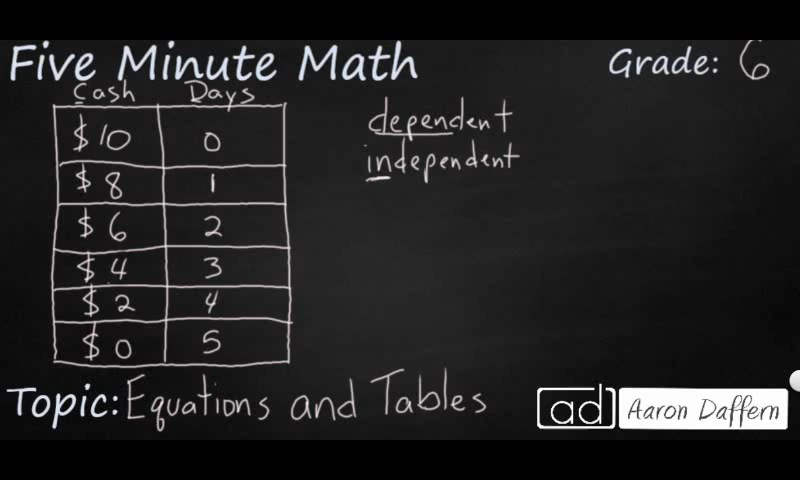 Five Minute Math Grade: 6
Cash Days
$10 0
$8 1
$6 2
$4 3
$2 4
$0 5
dependent
independent
Topic: Equations and Tables
ad Aaron Daffern